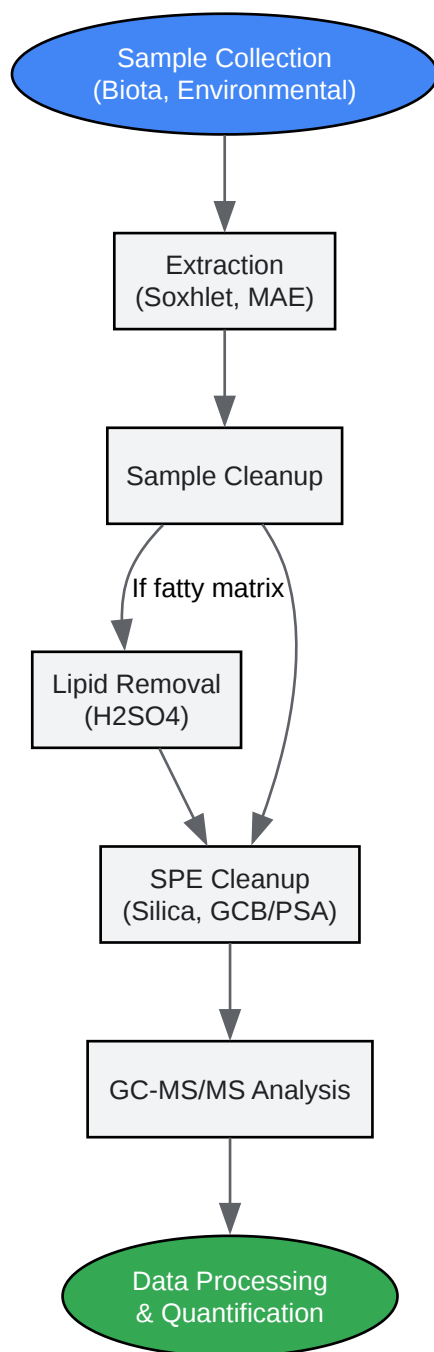 Sample Collection
(Biota, Environmental)
Extraction
(Soxhlet, MAE)
Sample Cleanup
If fatty matrix
Lipid Removal
(H2SO4)
SPE Cleanup
(Silica, GCB/PSA)
GC-MS/MS Analysis
Data Processing
& Quantification